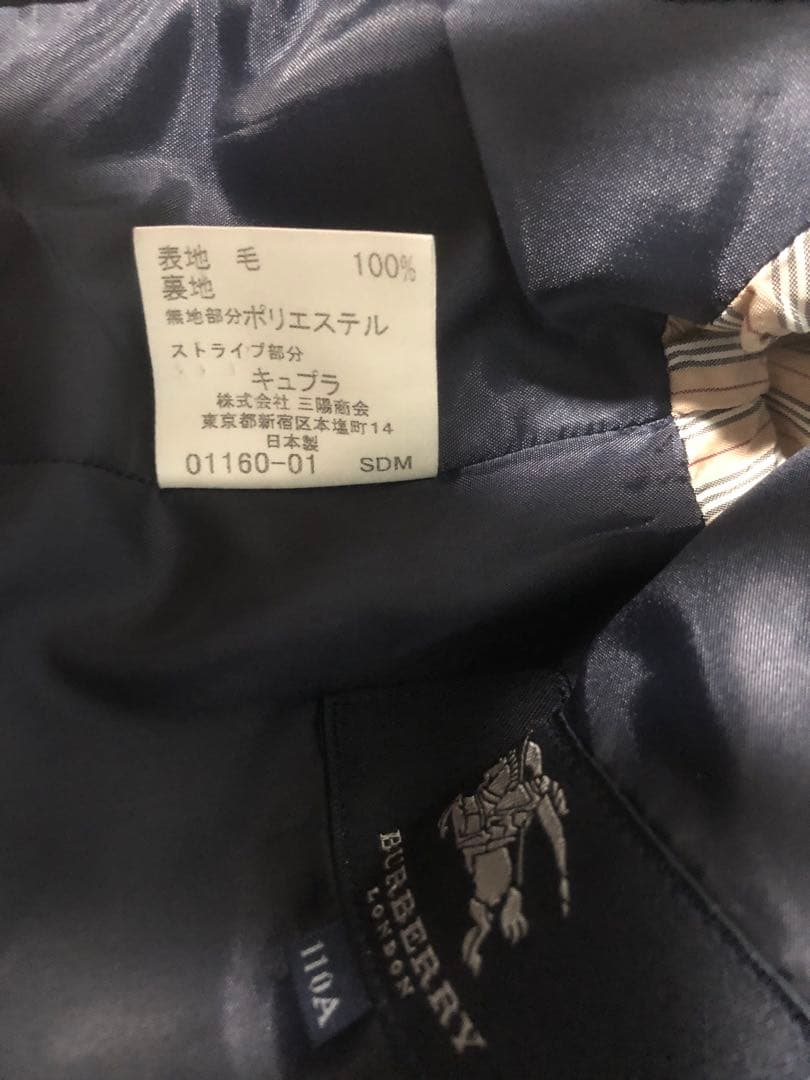 表地 毛 100%
裏地
無地部分ポリエステル
ストライプ部分
キュプラ
株式会社 三陽商会
東京都新宿区本塩町14
日本製
01160-01 SDM
BURBERRY
LONDON
110A